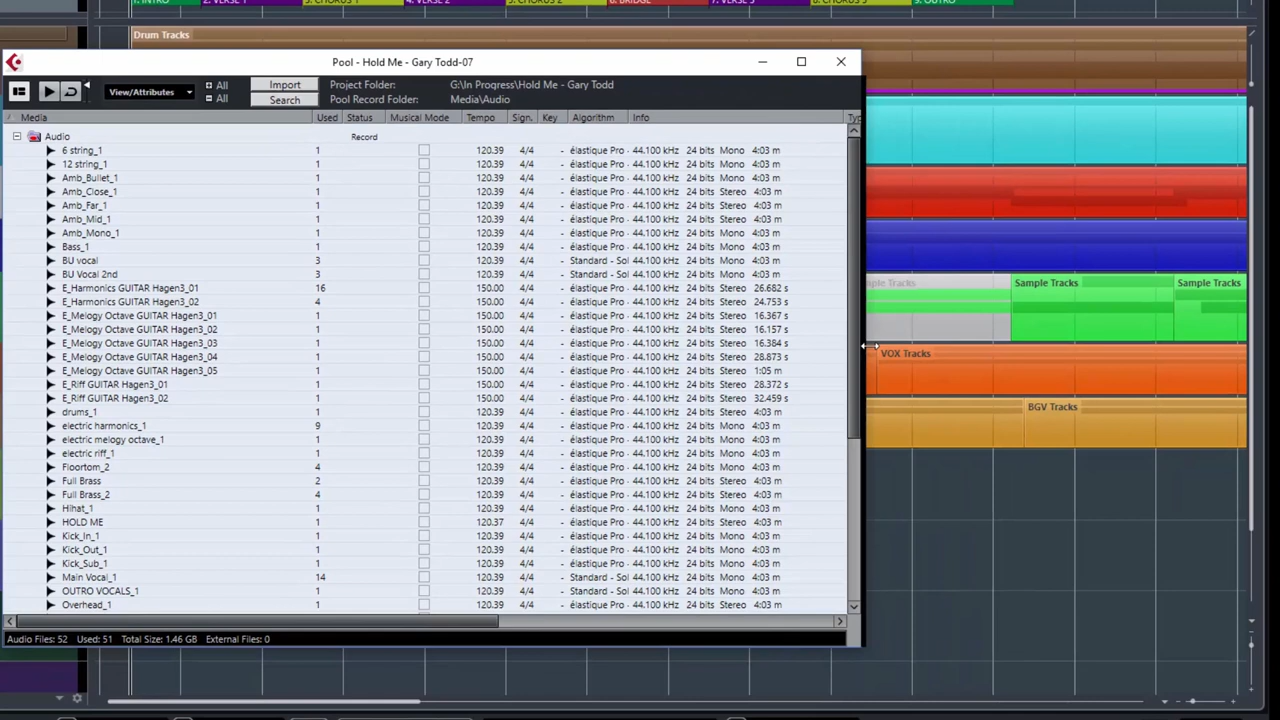 1. INTRO 2. VERSE 1 3. CHORUS 1 4. VERSE 2 5. CHORUS 2 6. BRIDGE 7. VERSE 3 8. CHORUS 3 9. OUTRO
Drum Tracks
Pool - Hold Me - Gary Todd-07
View/Attributes All All Import Search
Project Folder: G:\In Progress\Hold Me - Gary Todd
Pool Record Folder: Media\Audio
Media Used Status Musical Mode Tempo Sign. Key Algorithm Info Typ
Audio Record
6 string_1 1 120.39 4/4 - élastique Pro - 44.100 kHz 24 bits Mono 4:03 m
12 string_1 1 120.39 4/4 - élastique Pro - 44.100 kHz 24 bits Mono 4:03 m
Amb_Bullet_1 1 120.39 4/4 - élastique Pro - 44.100 kHz 24 bits Mono 4:03 m
Amb_Close_1 1 120.39 4/4 - élastique Pro - 44.100 kHz 24 bits Stereo 4:03 m
Amb_Far_1 1 120.39 4/4 - élastique Pro - 44.100 kHz 24 bits Stereo 4:03 m
Amb_Mid_1 1 120.39 4/4 - élastique Pro - 44.100 kHz 24 bits Stereo 4:03 m
Amb_Mono_1 1 120.39 4/4 - élastique Pro - 44.100 kHz 24 bits Mono 4:03 m
Bass_1 1 120.39 4/4 - élastique Pro - 44.100 kHz 24 bits Stereo 4:03 m
BU vocal 3 120.39 4/4 - Standard - Sol 44.100 kHz 24 bits Mono 4:03 m
BU Vocal 2nd 3 120.39 4/4 - Standard - Sol 44.100 kHz 24 bits Mono 4:03 m
E_Harmonics GUITAR Hagen3_01 16 150.00 4/4 - élastique Pro - 44.100 kHz 24 bits Stereo 26.682 s
E_Harmonics GUITAR Hagen3_02 4 150.00 4/4 - élastique Pro - 44.100 kHz 24 bits Stereo 24.753 s
E_Melogy Octave GUITAR Hagen3_01 1 150.00 4/4 - élastique Pro - 44.100 kHz 24 bits Stereo 16.367 s
E_Melogy Octave GUITAR Hagen3_02 1 150.00 4/4 - élastique Pro - 44.100 kHz 24 bits Stereo 16.157 s
E_Melogy Octave GUITAR Hagen3_03 1 150.00 4/4 - élastique Pro - 44.100 kHz 24 bits Stereo 16.384 s
E_Melogy Octave GUITAR Hagen3_04 1 150.00 4/4 - élastique Pro - 44.100 kHz 24 bits Stereo 28.873 s
E_Melogy Octave GUITAR Hagen3_05 1 150.00 4/4 - élastique Pro - 44.100 kHz 24 bits Stereo 1:05 m
E_Riff GUITAR Hagen3_01 1 150.00 4/4 - élastique Pro - 44.100 kHz 24 bits Stereo 28.372 s
E_Riff GUITAR Hagen3_02 1 150.00 4/4 - élastique Pro - 44.100 kHz 24 bits Stereo 32.459 s
drums_1 1 120.39 4/4 - élastique Pro - 44.100 kHz 24 bits Stereo 4:03 m
electric harmonics_1 9 120.39 4/4 - élastique Pro - 44.100 kHz 24 bits Mono 4:03 m
electric melogy octave_1 1 120.39 4/4 - élastique Pro - 44.100 kHz 24 bits Mono 4:03 m
electric riff_1 1 120.39 4/4 - élastique Pro - 44.100 kHz 24 bits Mono 4:03 m
Floortom_2 4 120.39 4/4 - élastique Pro - 44.100 kHz 24 bits Mono 4:03 m
Full Brass 2 120.39 4/4 - élastique Pro - 44.100 kHz 24 bits Stereo 4:03 m
Full Brass_2 4 120.39 4/4 - élastique Pro - 44.100 kHz 24 bits Stereo 4:03 m
Hihat_1 1 120.39 4/4 - élastique Pro - 44.100 kHz 24 bits Mono 4:03 m
HOLD ME 1 120.37 4/4 - élastique Pro - 44.100 kHz 24 bits Stereo 4:03 m
Kick_In_1 1 120.39 4/4 - élastique Pro - 44.100 kHz 24 bits Mono 4:03 m
Kick_Out_1 1 120.39 4/4 - élastique Pro - 44.100 kHz 24 bits Mono 4:03 m
Kick_Sub_1 1 120.39 4/4 - élastique Pro - 44.100 kHz 24 bits Mono 4:03 m
Main Vocal_1 14 120.39 4/4 - Standard - Sol 44.100 kHz 24 bits Mono 4:03 m
OUTRO VOCALS_1 1 120.39 4/4 - Standard - Sol 44.100 kHz 24 bits Stereo 4:03 m
Overhead_1 1 120.39 4/4 - élastique Pro - 44.100 kHz 24 bits Stereo 4:03 m
Audio Files: 52 Used: 51 Total Size: 1.46 GB External Files: 0
ple Tracks Sample Tracks Sample Tracks
VOX Tracks
BGV Tracks